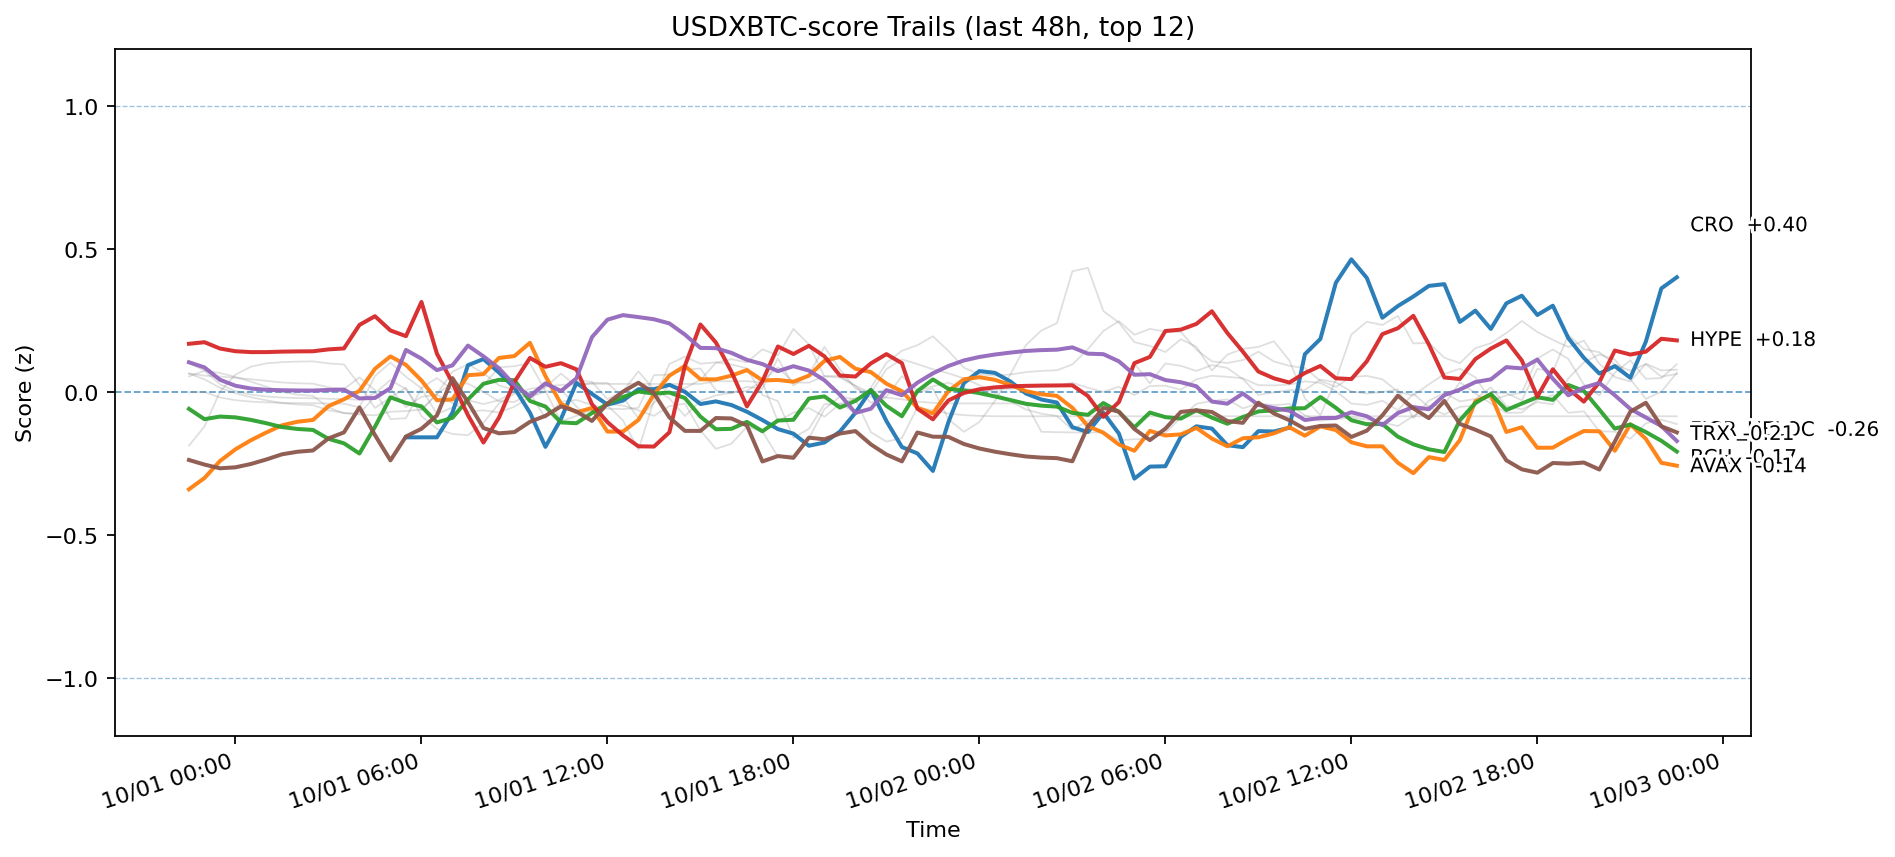 USDXBTC-score Trails (last 48h, top 12)
Score (z)
1.0
0.5
0.0
−0.5
−1.0
CRO +0.40
HYPE +0.18
-0.26
TRX -0.21
-0.17
AVAX -0.14
10/01 00:00
10/01 06:00
10/01 12:00
10/01 18:00
10/02 00:00
10/02 06:00
10/02 12:00
10/02 18:00
10/03 00:00
Time